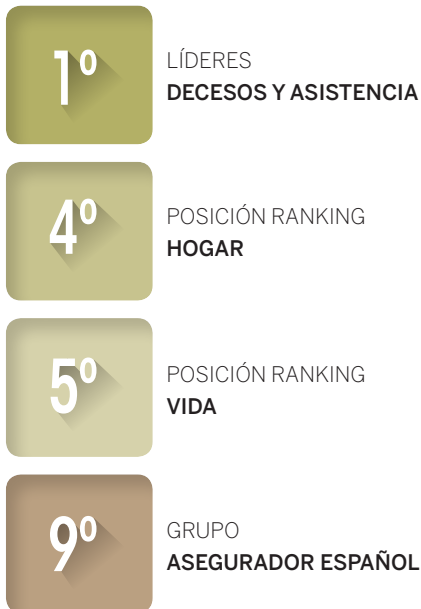 1º
LÍDERES
DECESOS Y ASISTENCIA
4º
POSICIÓN RANKING
HOGAR
5º
POSICIÓN RANKING
VIDA
9º
GRUPO
ASEGURADOR ESPAÑOL